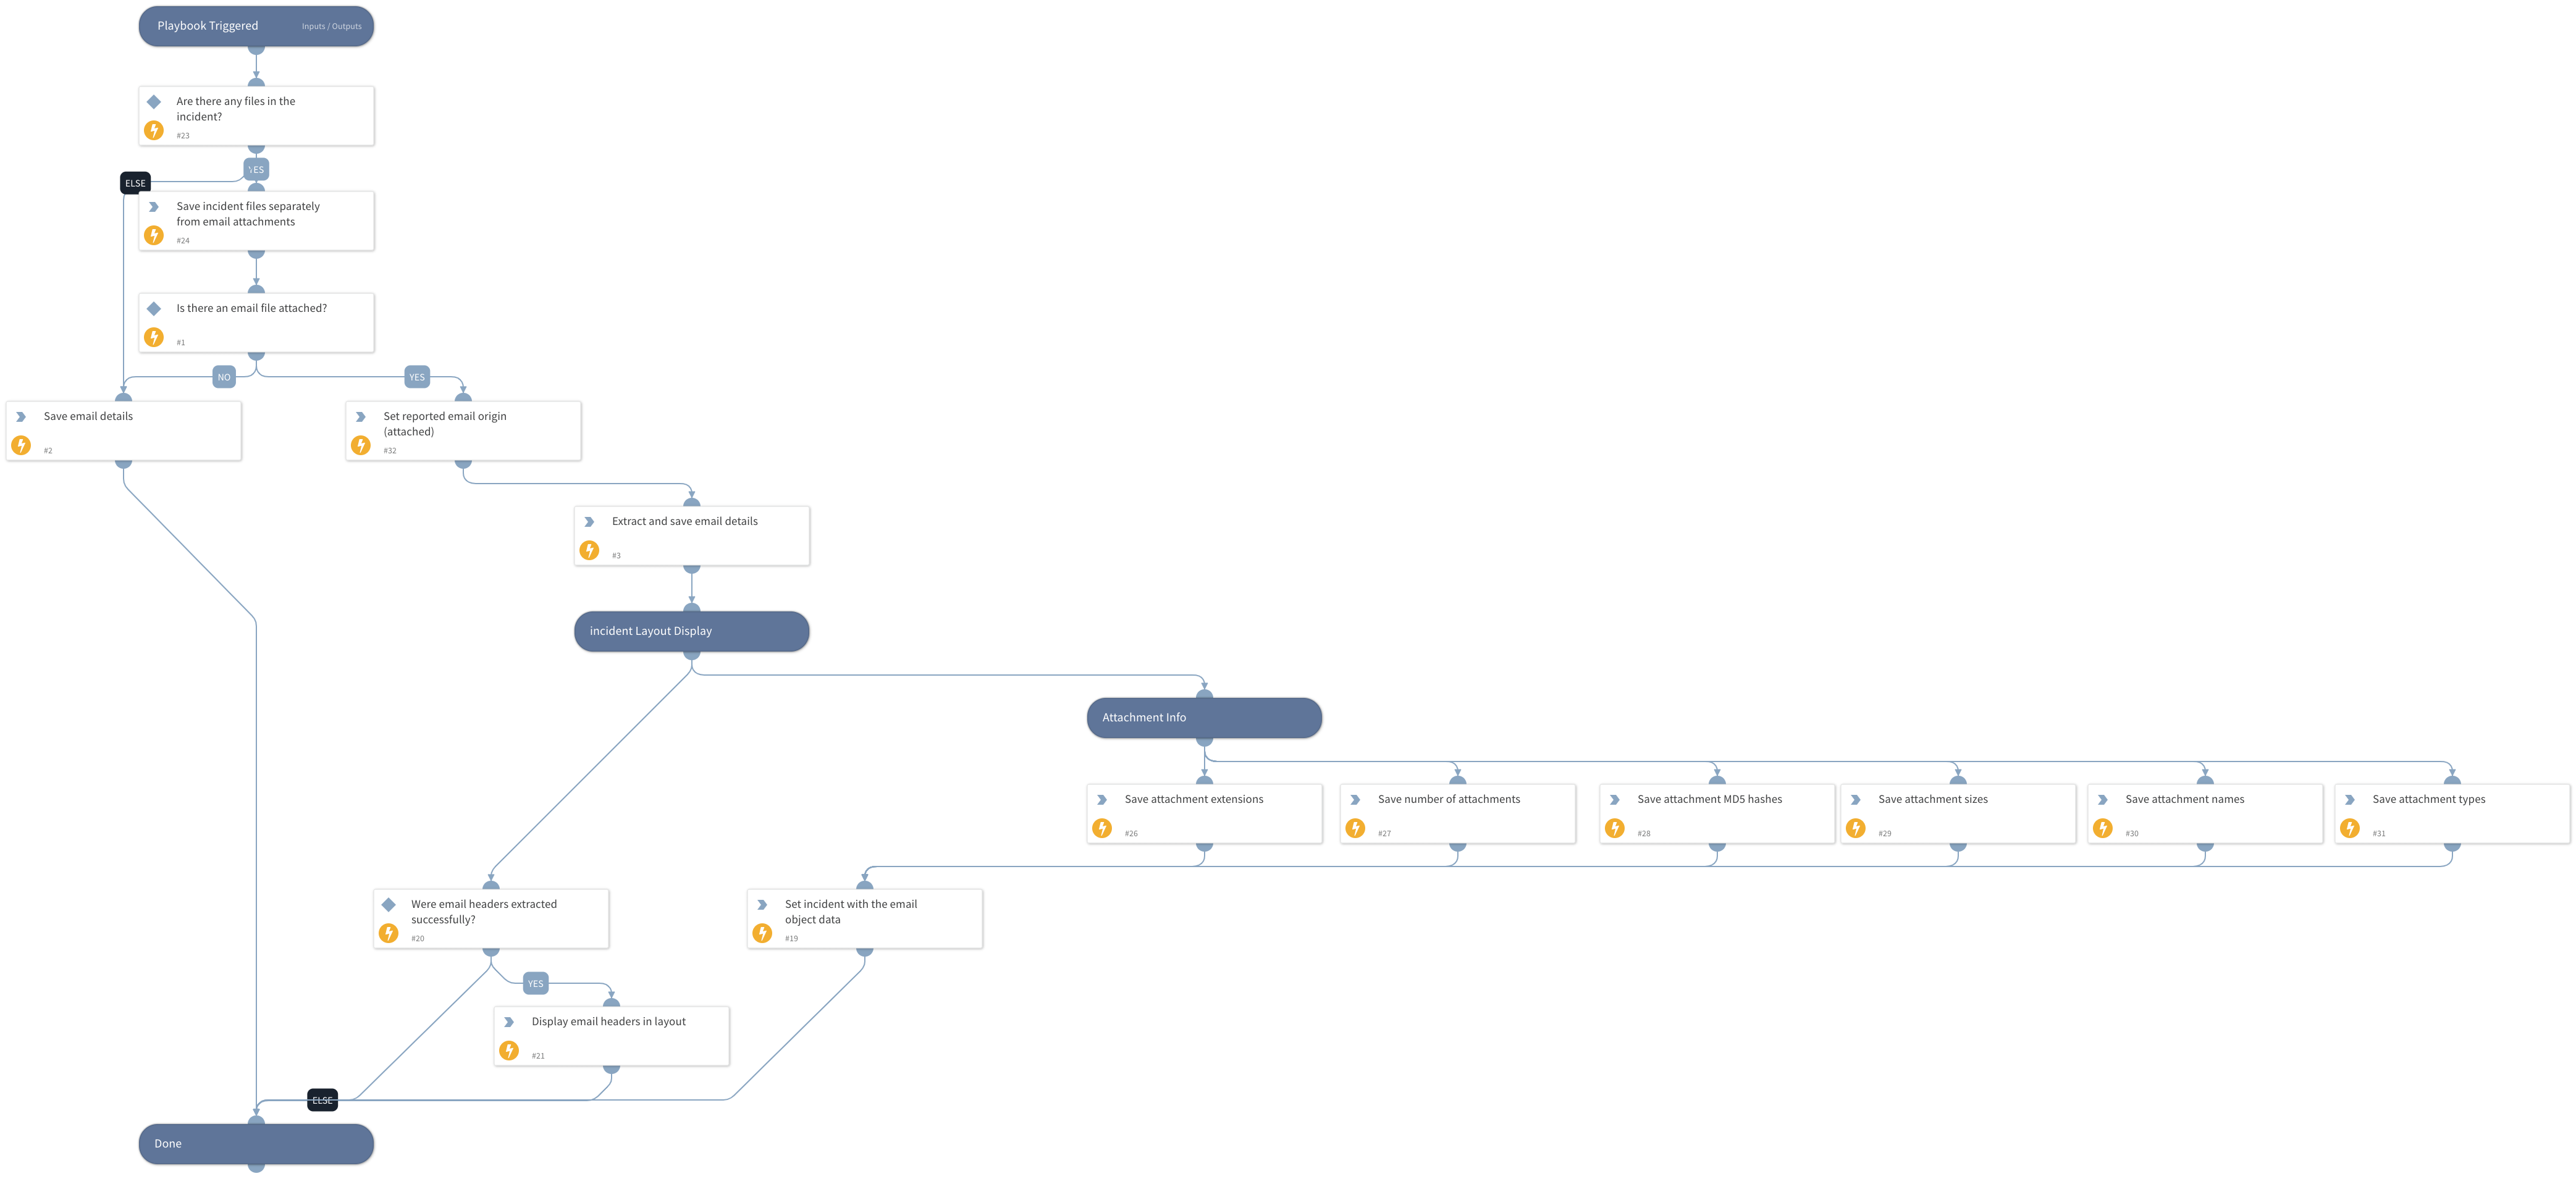 Playbook Triggered
Inputs / Outputs
Are there any files in the
incident?
#23
YES
ELSE
Save incident files separately
from email attachments
#24
Is there an email file attached?
#1
NO
YES
Save email details
#2
Set reported email origin
(attached)
#32
Extract and save email details
#3
incident Layout Display
Attachment Info
Save attachment extensions
#26
Save number of attachments
#27
Save attachment MD5 hashes
#28
Save attachment sizes
#29
Save attachment names
#30
Save attachment types
#31
Were email headers extracted
successfully?
#20
Set incident with the email
object data
#19
YES
Display email headers in layout
#21
ELSE
Done